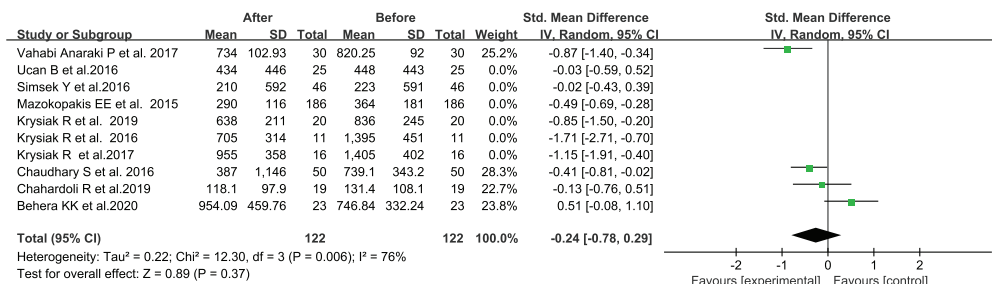 After Before Std. Mean Difference Std. Mean Difference
Study or Subgroup Mean SD Total Mean SD Total Weight IV, Random, 95% CI IV, Random, 95% CI
Vahabi Anaraki P et al. 2017 734 102.93 30 820.25 92 30 25.2% -0.87 [-1.40, -0.34]
Ucan B et al.2016 434 446 25 448 443 25 0.0% -0.03 [-0.59, 0.52]
Simsek Y et al.2016 210 592 46 223 591 46 0.0% -0.02 [-0.43, 0.39]
Mazokopakis EE et al. 2015 290 116 186 364 181 186 0.0% -0.49 [-0.69, -0.28]
Krysiak R et al. 2019 638 211 20 836 245 20 0.0% -0.85 [-1.50, -0.20]
Krysiak R et al. 2016 705 314 11 1,395 451 11 0.0% -1.71 [-2.71, -0.70]
Krysiak R et al.2017 955 358 16 1,405 402 16 0.0% -1.15 [-1.91, -0.40]
Chaudhary S et al. 2016 387 1,146 50 739.1 343.2 50 28.3% -0.41 [-0.81, -0.02]
Chahardoli R et al.2019 118.1 97.9 19 131.4 108.1 19 22.7% -0.13 [-0.76, 0.51]
Behera KK et al.2020 954.09 459.76 23 746.84 332.24 23 23.8% 0.51 [-0.08, 1.10]
Total (95% CI) 122 122 100.0% -0.24 [-0.78, 0.29]
Heterogeneity: Tau² = 0.22; Chi² = 12.30, df = 3 (P = 0.006); I² = 76%
Test for overall effect: Z = 0.89 (P = 0.37)
-2 -1 0 1 2
Favours [experimental] Favours [control]